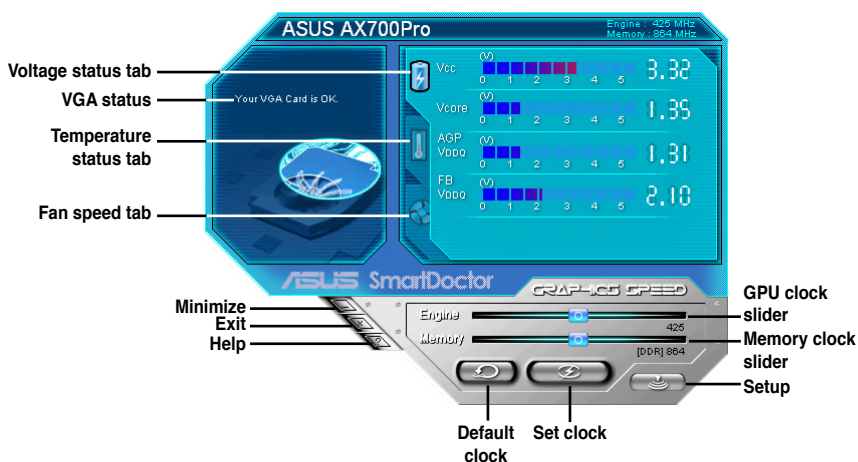 ASUS AX700Pro
Engine : 425 MHz
Memory : 864 MHz
Voltage status tab
VGA status
Temperature
status tab
Fan speed tab
Your VGA Card is OK.
Vcc
(V)
0 1 2 3 4 5
3.32
Vcore
(V)
0 1 2 3 4 5
1.35
AGP
VDDQ
(V)
0 1 2 3 4 5
1.31
FB
VDDQ
(V)
0 1 2 3 4 5
2.10
ASUS SmartDoctor
GRAPHICS SPEED
Minimize
Exit
Help
Engine
425
Memory
[DDR] 864
GPU clock
slider
Memory clock
slider
Setup
Default
clock
Set clock